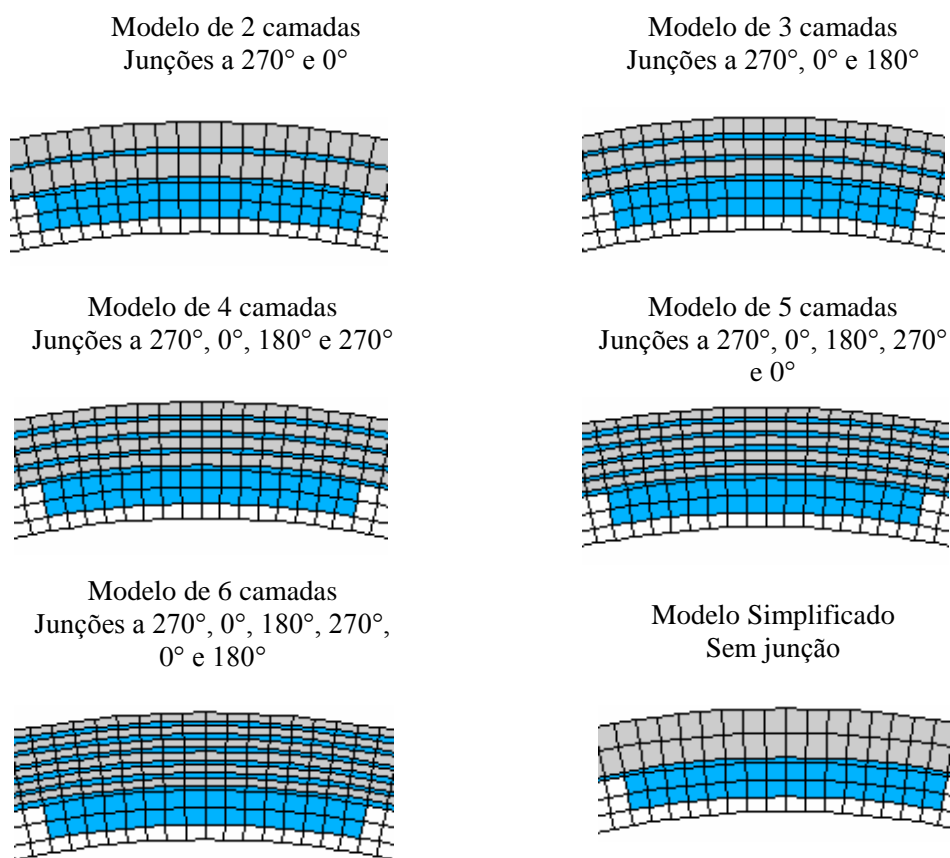 Modelo de 2 camadas
Junções a 270° e 0°
Modelo de 3 camadas
Junções a 270°, 0° e 180°
Modelo de 4 camadas
Junções a 270°, 0°, 180° e 270°
Modelo de 5 camadas
Junções a 270°, 0°, 180°, 270°
e 0°
Modelo de 6 camadas
Junções a 270°, 0°, 180°, 270°,
0° e 180°
Modelo Simplificado
Sem junção